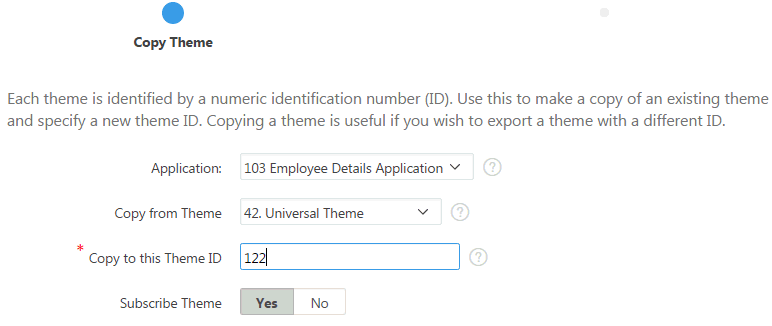 Copy Theme
Each theme is identified by a numeric identification number (ID). Use this to make a copy of an existing theme
and specify a new theme ID. Copying a theme is useful if you wish to export a theme with a different ID.
Application: 103 Employee Details Application ?
Copy from Theme 42. Universal Theme ?
* Copy to this Theme ID 122 ?
Subscribe Theme Yes No